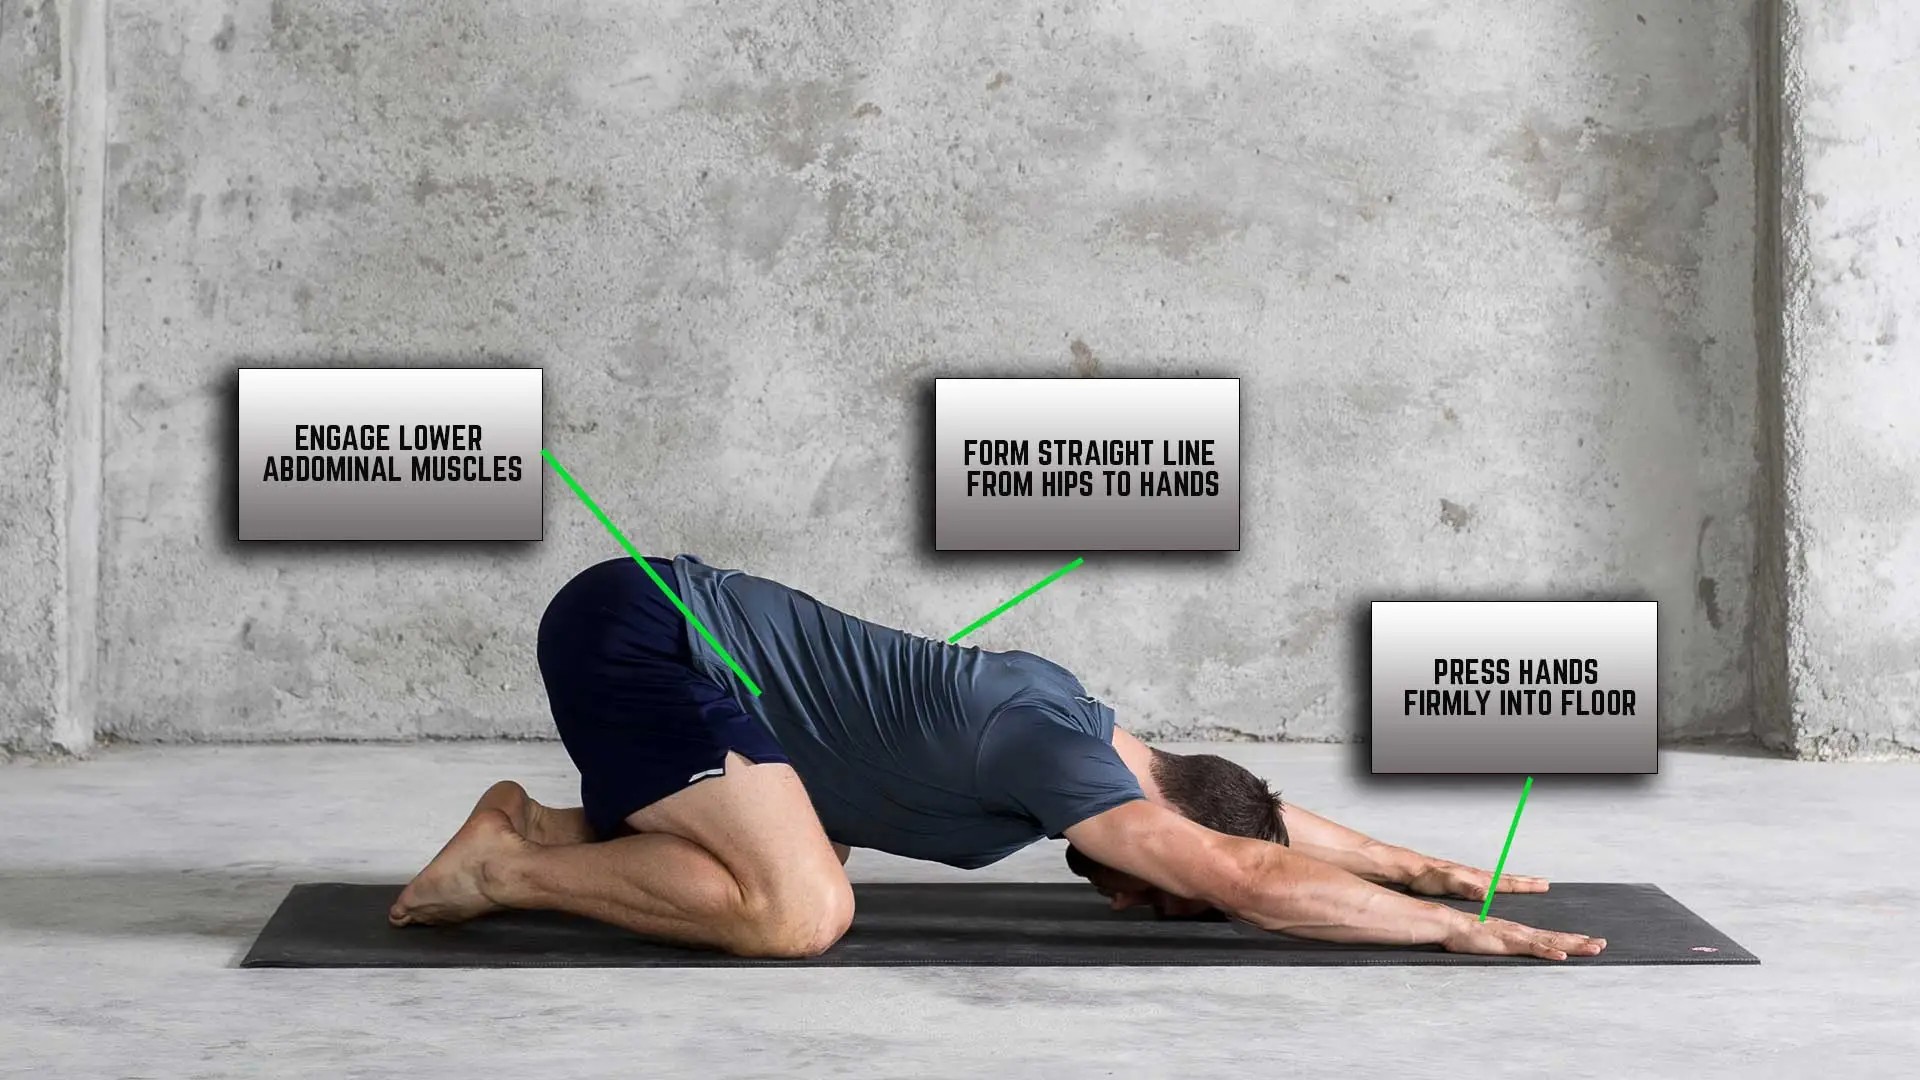 ENGAGE LOWER
ABDOMINAL MUSCLES
FORM STRAIGHT LINE
FROM HIPS TO HANDS
PRESS HANDS
FIRMLY INTO FLOOR